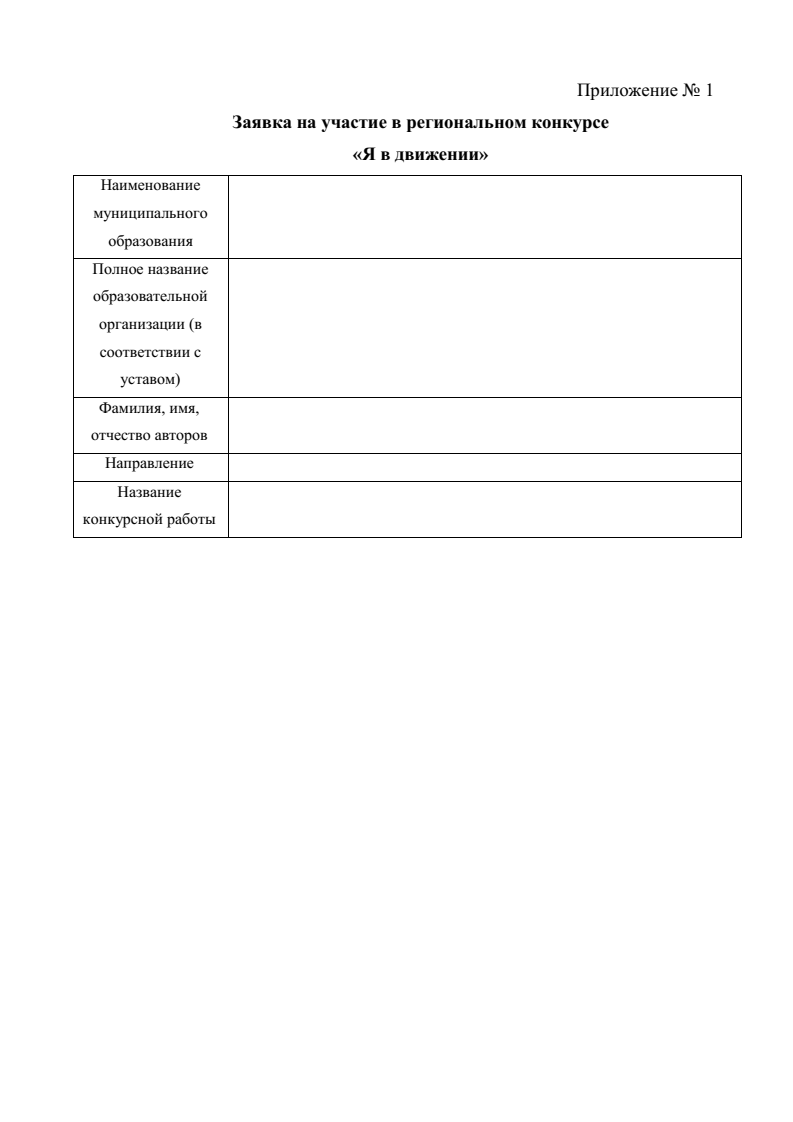 Приложение № 1
Заявка на участие в региональном конкурсе
«Я в движении»
Наименование
муниципального
образования
Полное название
образовательной
организации (в
соответствии с
уставом)
Фамилия, имя,
отчество авторов
Направление
Название
конкурсной работы